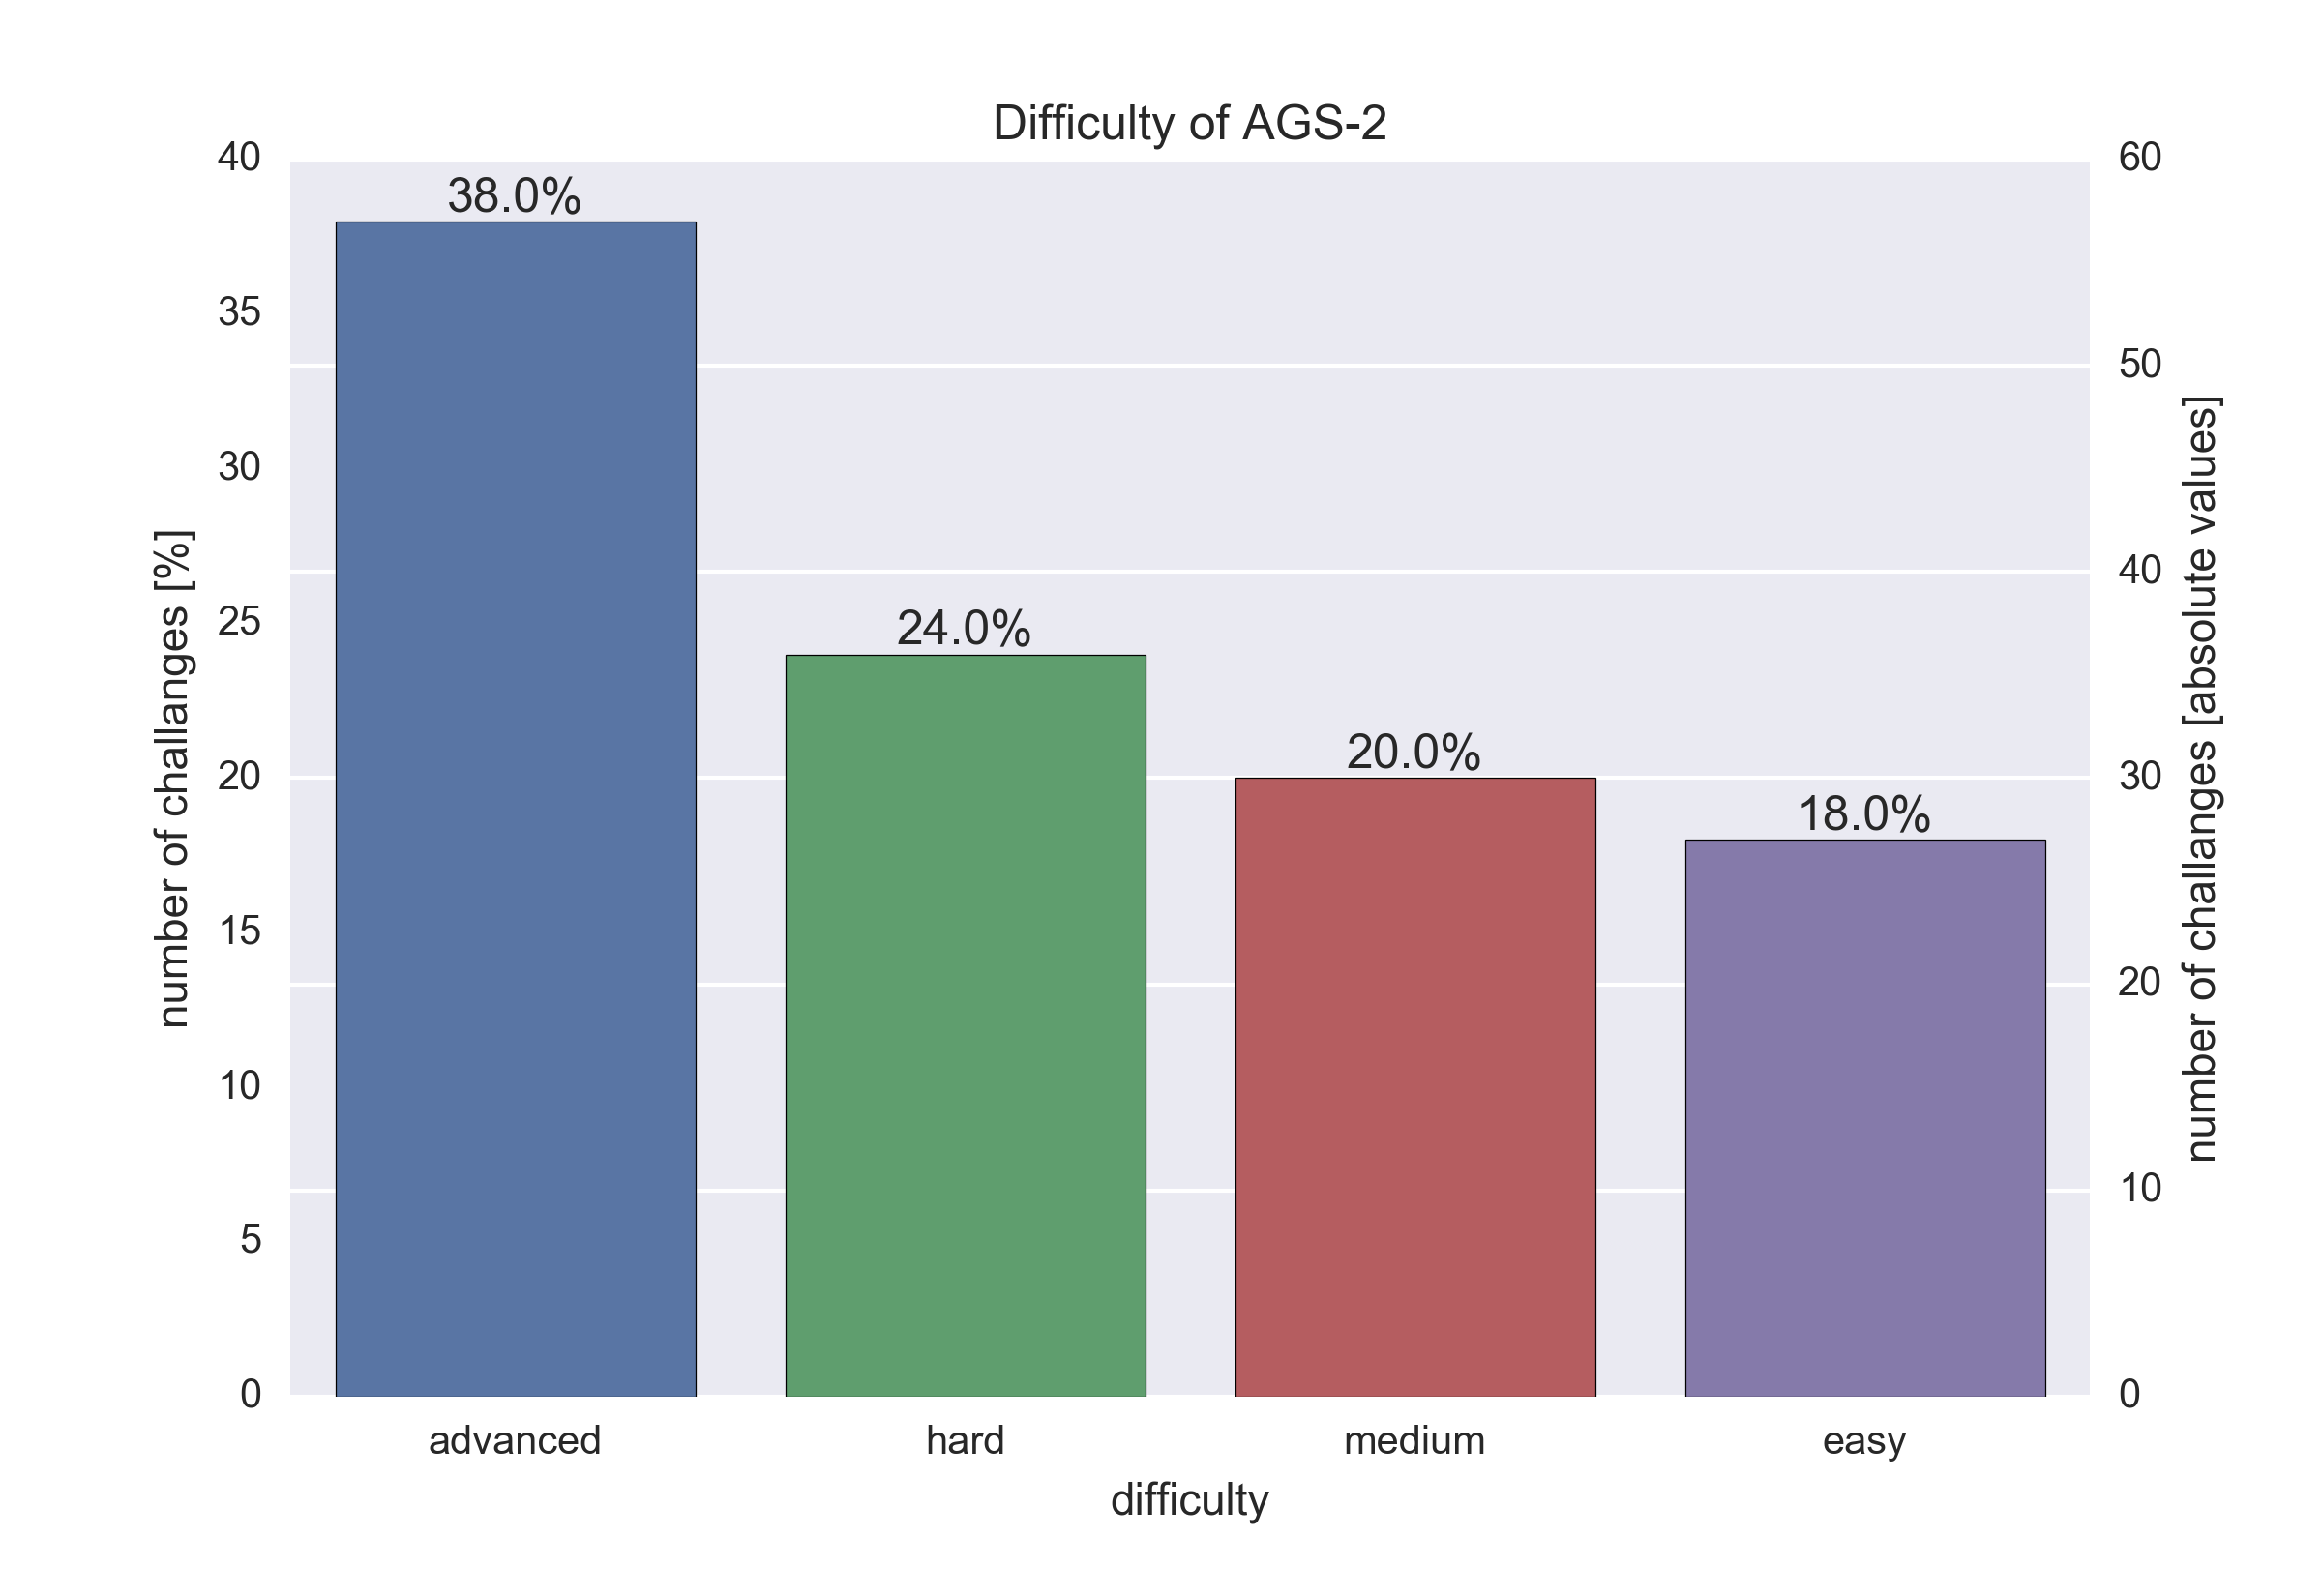 Difficulty of AGS-2
40
35
30
25
20
15
10
5
0
number of challanges [%]
38.0%
24.0%
20.0%
18.0%
60
50
40
30
20
10
0
number of challanges [absolute values]
advanced
hard
medium
easy
difficulty